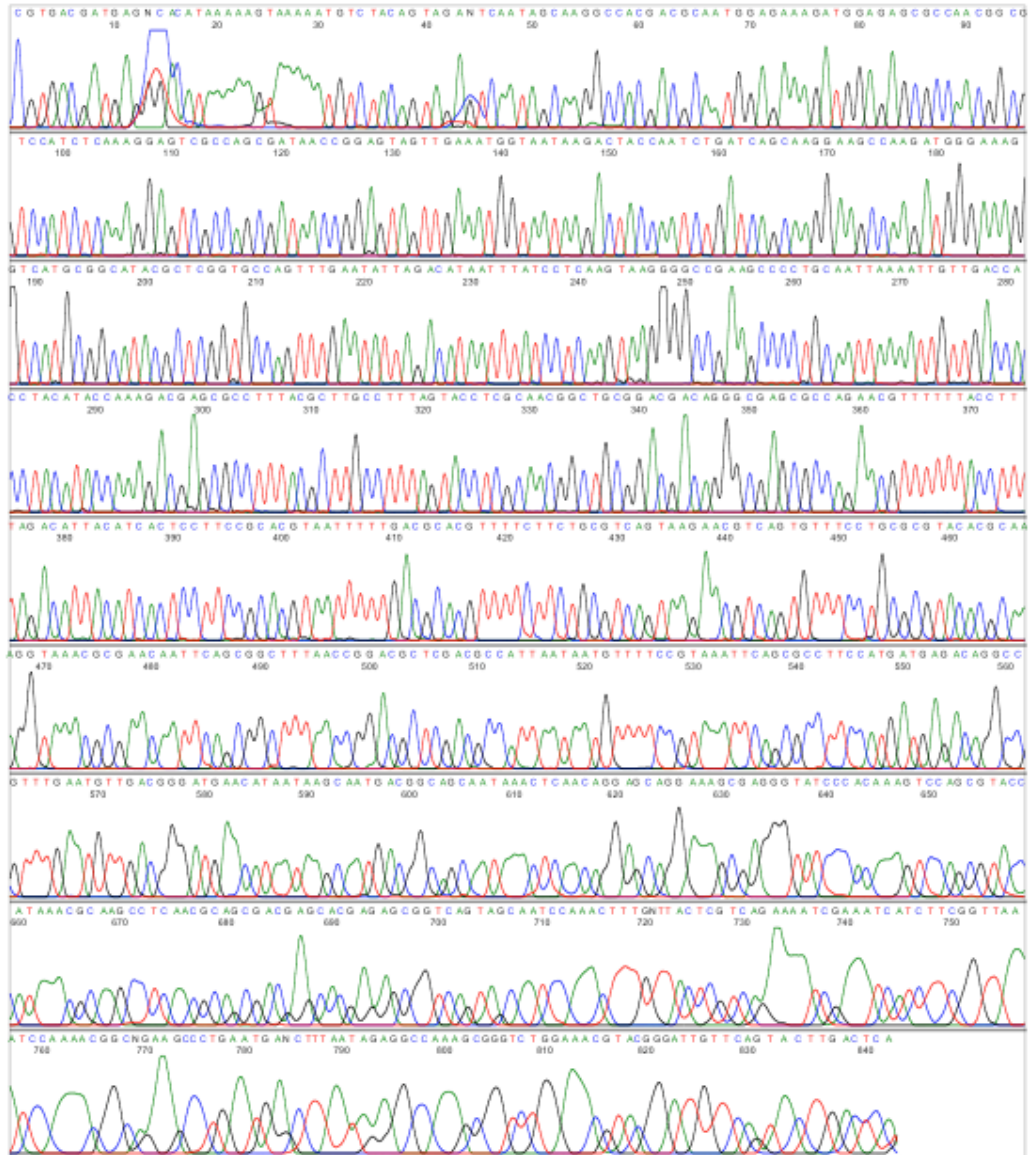 CGTGACGATGAGNCACATAAAAAGTAAAAATGTCTACAGTAGANTCAATAGCAAGGCCACGACGCAATGGAGAAAGATGGAGAGCGCCAACGGCG
10 20 30 40 50 60 70 80 90
TCCATCTCAAAGGAGTCGCCAGCGATAACCGGAGTAGTTGAAATGGTAATAAGACTACCAATCTGATCAGCAAGGAAGCCAAGATGGGAAAG
100 110 120 130 140 150 160 170 180
GTCATGCGGCATACGCTCGGTGCCAGTTTGAATATTAGACATAATTTATCCTCAAGTAAGGGGCCGAAGCCCCTGCAATTAAAATTGTTGACCA
190 200 210 220 230 240 250 260 270 280
CCTACATACCAAAGACGAGCGCCTTTACGCTTGCCTTTAGTACCTCGCAACGGCTGCGGACGACAGGGCGAGCGCCAGAACGTTTTTTACCTT
290 300 310 320 330 340 350 360 370
TAGACATTACATCACTCCTTCCGCACGTAATTTTTGACGCACGTTTTCTTCTGCGTCAGTAAGAACGTCAGTGTTTCCTGCGCGTACACGCAA
380 390 400 410 420 430 440 450 460
AGGTAAACGCGAACAATTCAGCGGCTTTAACCGGACGCTCGACGCCATTAATAATGTTTTCCGTAAATTCAGCGCCTTCCATGATGAGACAGGCC
470 480 490 500 510 520 530 540 550 560
GTTTGAATGTTGACGGGATGAACATAATAAGCAATGACGGCAGCAATAAACTCAACAGGAGCAGGAAAGCGAGGGTATCCCACAAAGTCCAGCGTACC
570 580 590 600 610 620 630 640 650
ATAAACGCAAGCCTCAACGCAGCGACGAGCACGAGAGCGGTCAGTAGCAATCCAAACTTTGNTTACTCGTCAGAAAATCGAAATCATCTTCGGTTAA
660 670 680 690 700 710 720 730 740 750
ATCCAAAACGGCNGAAGCCCTGAATGANCTTTAATAGAGGCCAAAGCGGGTCTGGAAACGTACGGGATTGTTCAGTACTTGACTCA
760 770 780 790 800 810 820 830 840